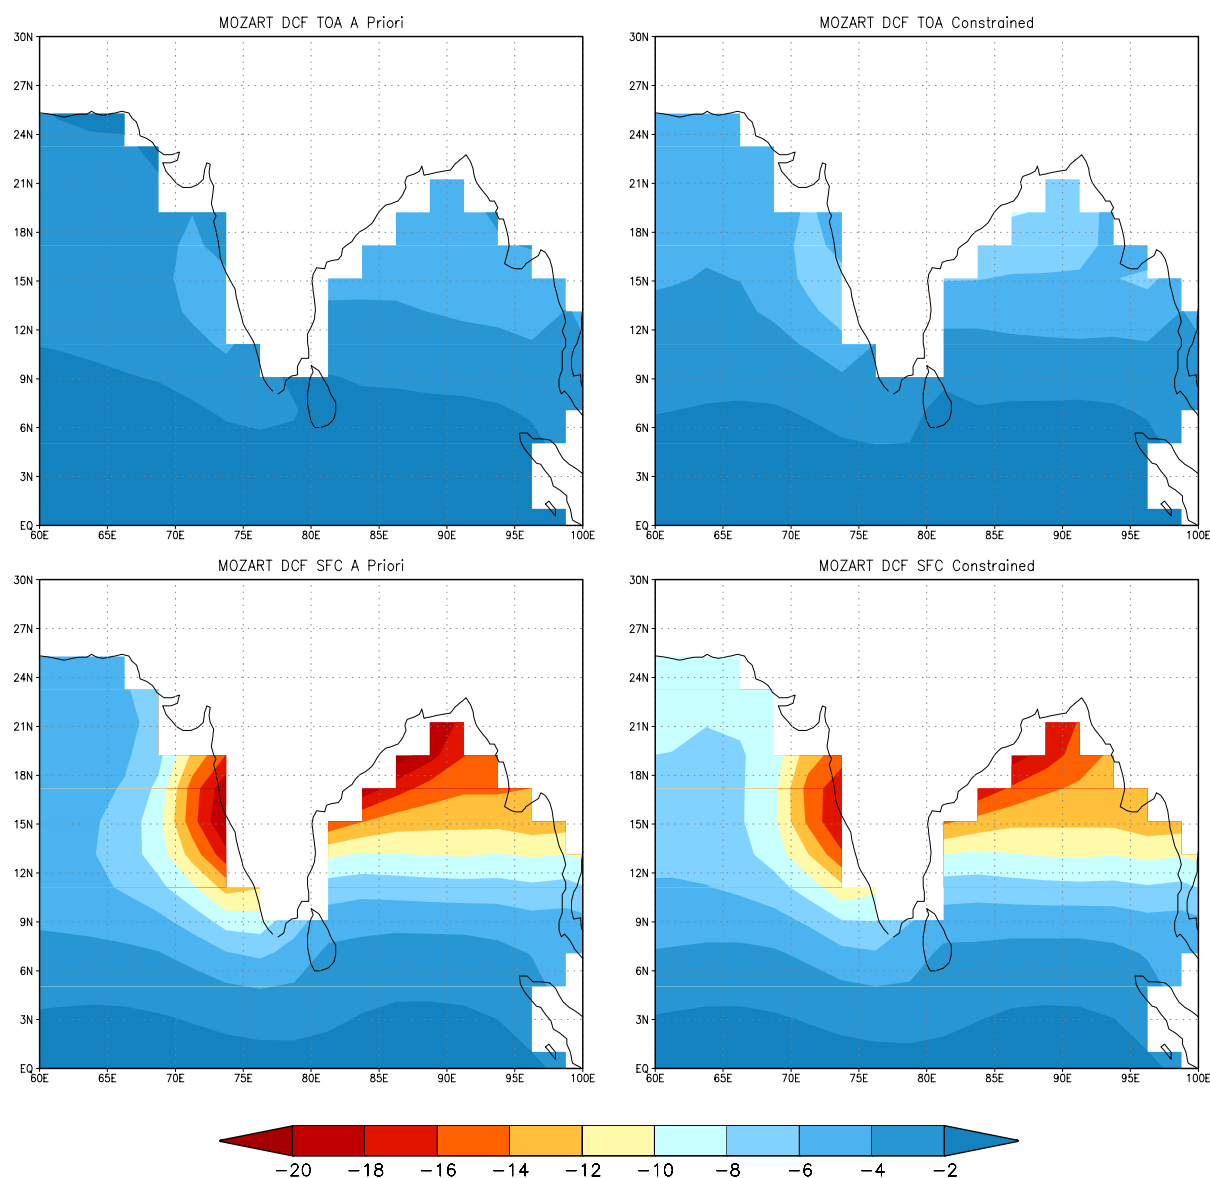 MOZART DCF TOA A Priori
MOZART DCF TOA Constrained
30N 30N
27N 27N
24N 24N
21N 21N
18N 18N
15N 15N
12N 12N
9N 9N
6N 6N
3N 3N
EQ EQ
60E 65E 70E 75E 80E 85E 90E 95E 100E 60E 65E 70E 75E 80E 85E 90E 95E 100E
MOZART DCF SFC A Priori
MOZART DCF SFC Constrained
30N 30N
27N 27N
24N 24N
21N 21N
18N 18N
15N 15N
12N 12N
9N 9N
6N 6N
3N 3N
EQ EQ
60E 65E 70E 75E 80E 85E 90E 95E 100E 60E 65E 70E 75E 80E 85E 90E 95E 100E
-20 -18 -16 -14 -12 -10 -8 -6 -4 -2